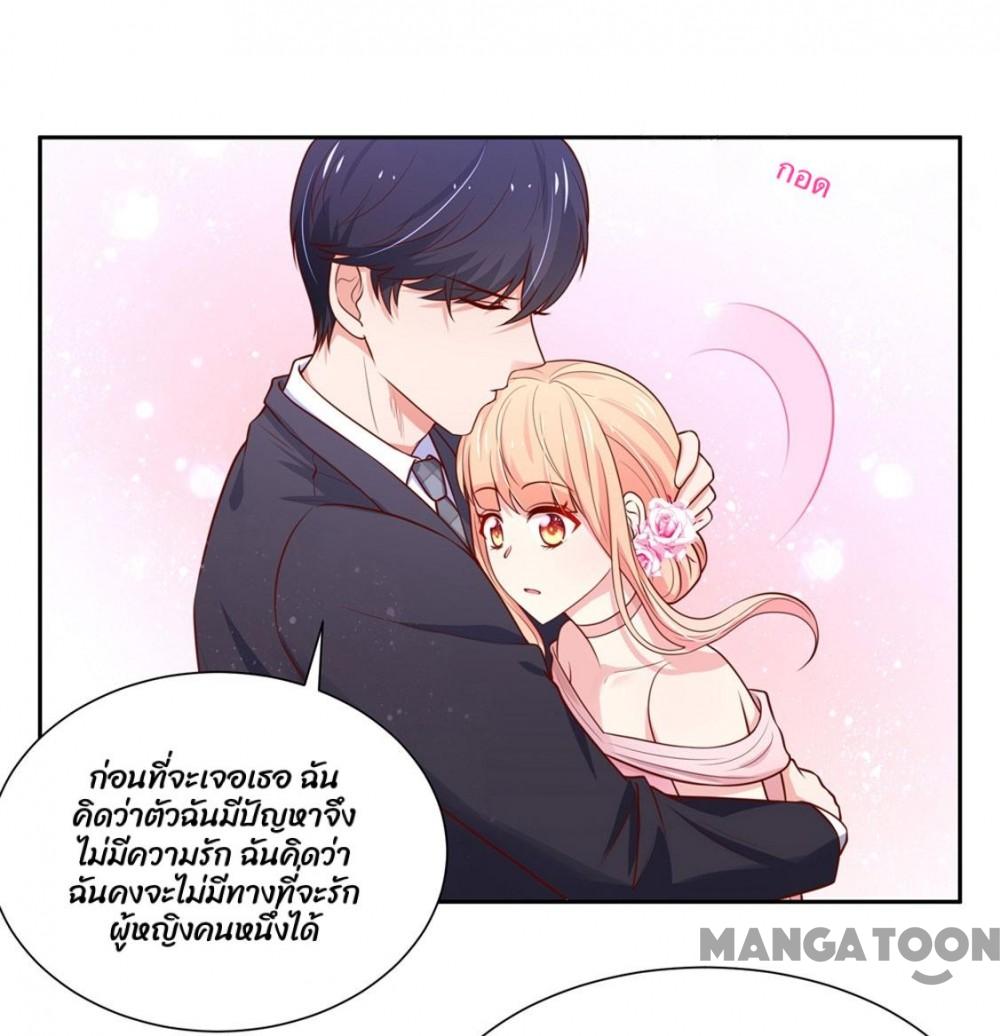 กอด
ก่อนที่จะเจอเธอ ฉัน
คิดว่าตัวฉันมีปัญหาจึง
ไม่มีความรัก ฉันคิดว่า
ฉันคงจะไม่มีทางที่จะรัก
ผู้หญิงคนหนึ่งได้
MANGATOON